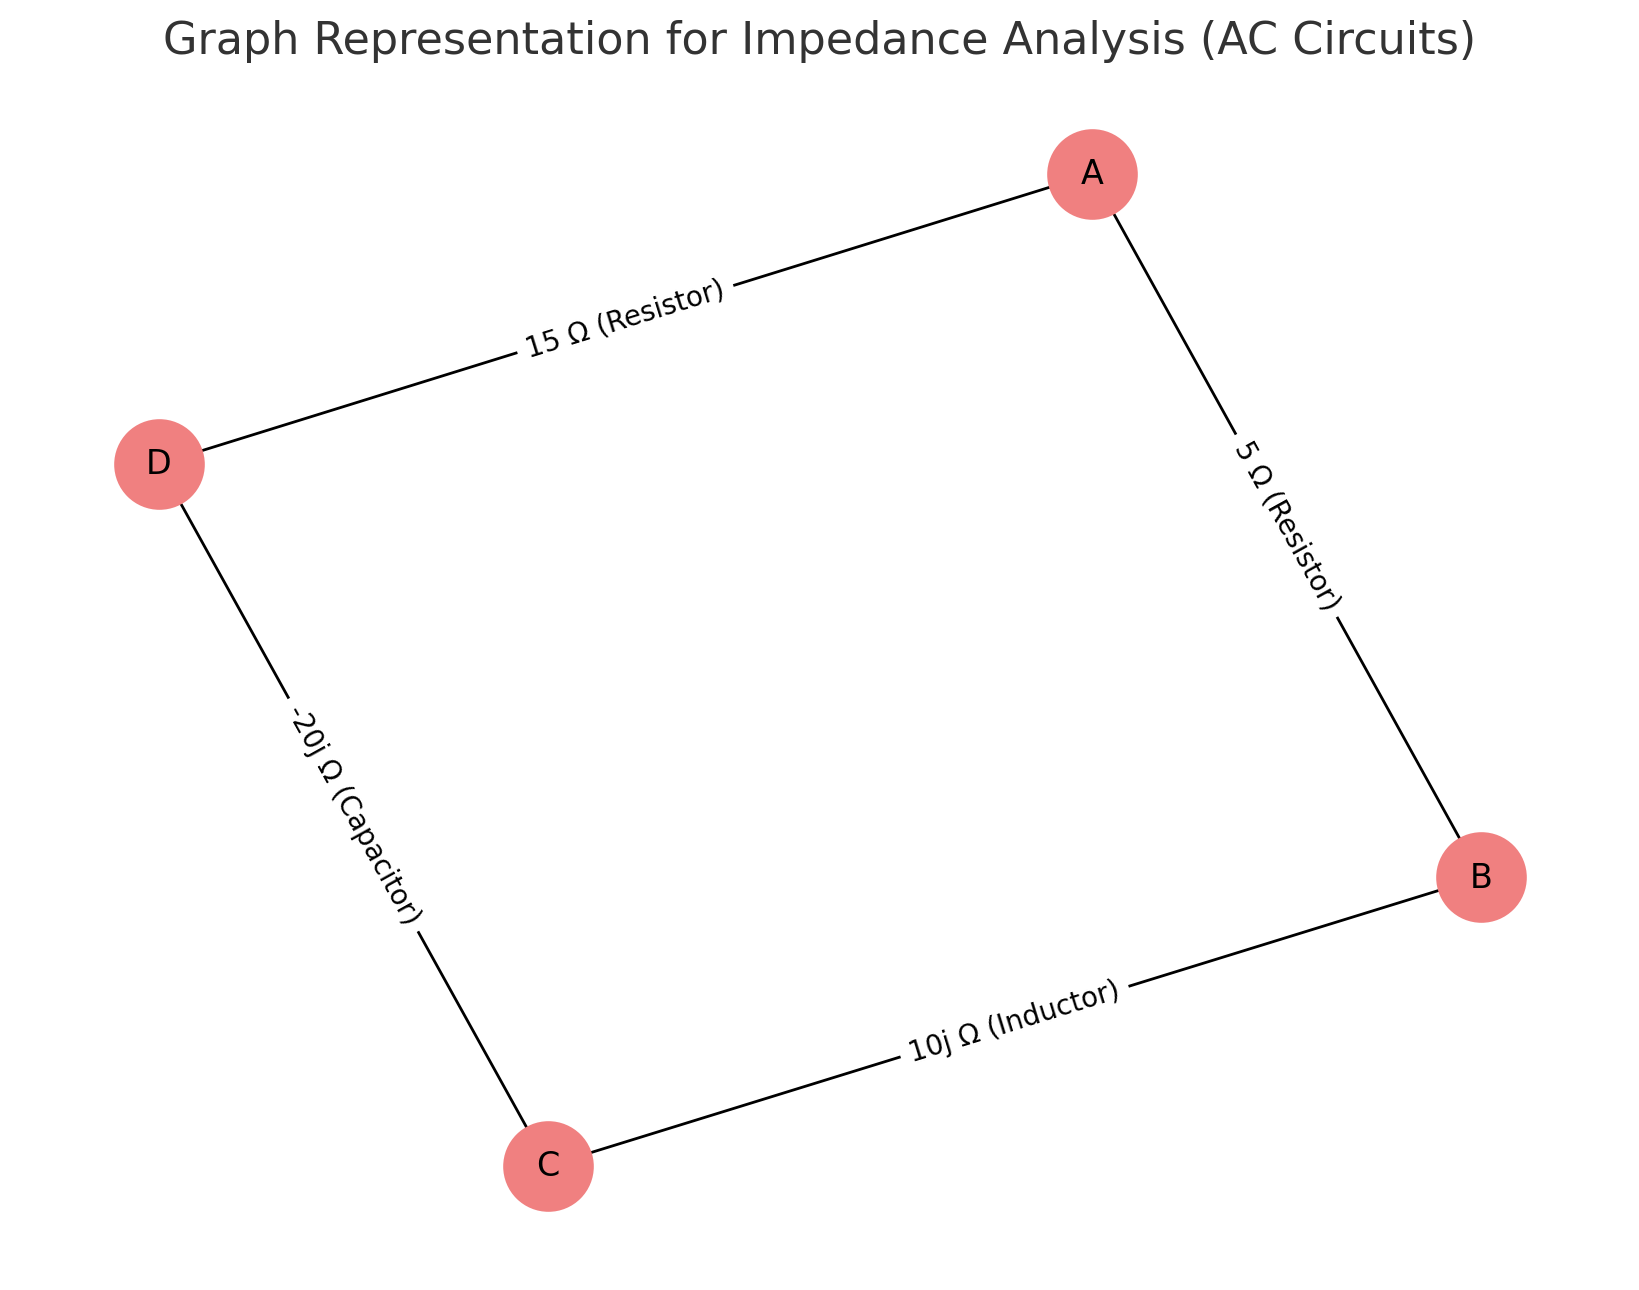 Graph Representation for Impedance Analysis (AC Circuits)
A
15 Ω (Resistor)
D
5 Ω (Resistor)
-20j Ω (Capacitor)
B
10j Ω (Inductor)
C